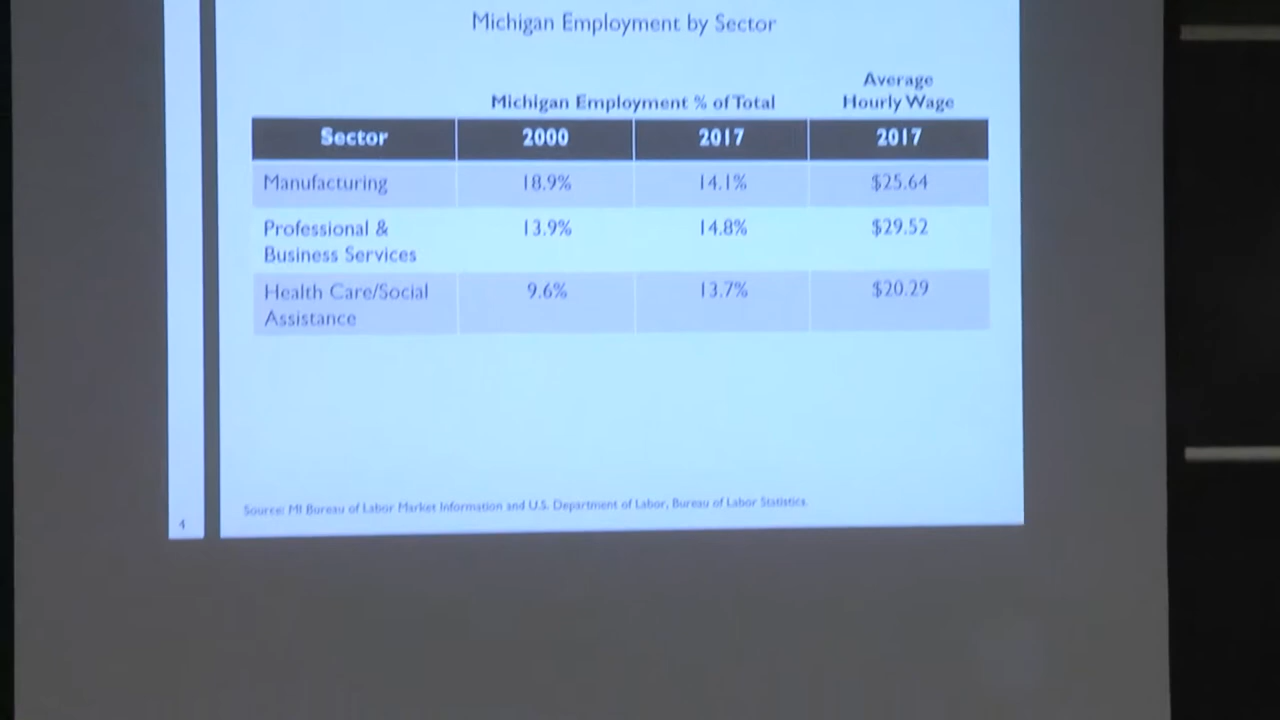 Michigan Employment by Sector
Michigan Employment % of Total
Average
Hourly Wage
Sector 2000 2017 2017
Manufacturing 18.9% 14.1% $25.64
Professional & 13.9% 14.8% $29.52
Business Services
Health Care/Social 9.6% 13.7% $20.29
Assistance
Source: MI Bureau of Labor Market Information and U.S. Department of Labor, Bureau of Labor Statistics.
4